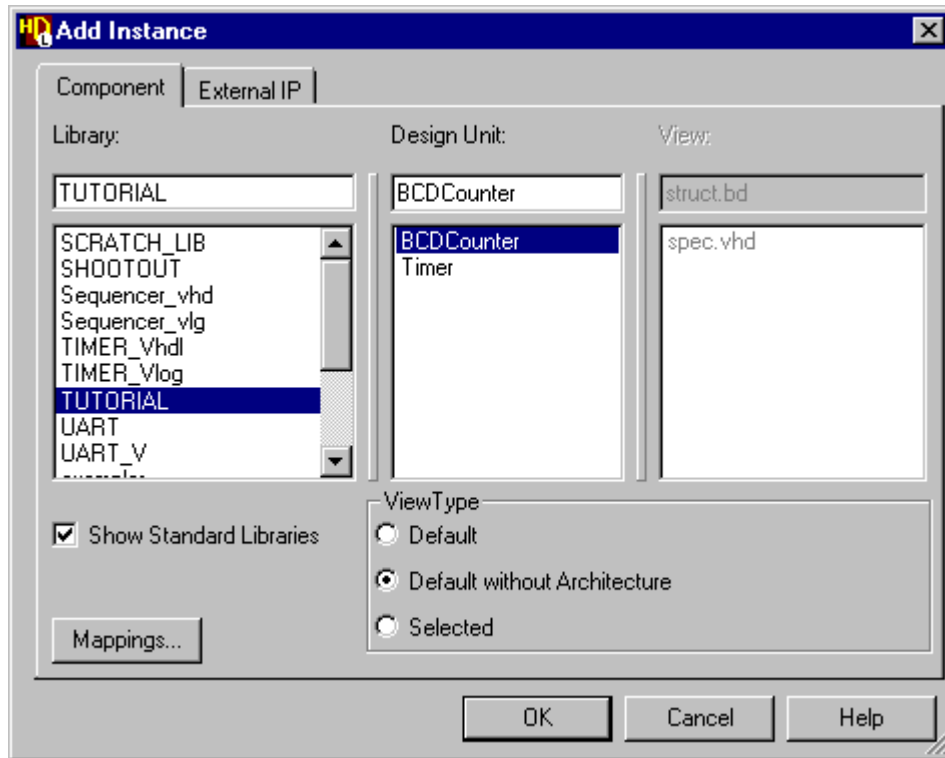 Add Instance
Component
External IP
Library:
Design Unit:
View:
TUTORIAL
BCDCounter
struct.bd
SCRATCH_LIB
SHOOTOUT
Sequencer_vhd
Sequencer_vlg
TIMER_Vhdl
TIMER_Vlog
TUTORIAL
UART
UART_V
BCDCounter
Timer
spec.vhd
Show Standard Libraries
Mappings...
ViewType
Default
Default without Architecture
Selected
OK
Cancel
Help